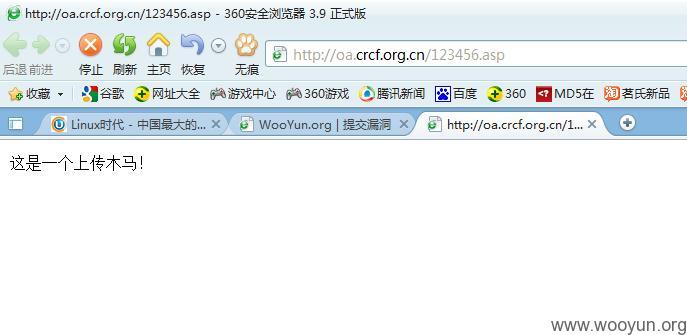 http://oa.crcf.org.cn/123456.asp - 360安全浏览器 3.9 正式版
后退 前进 停止 刷新 主页 恢复 无痕 http://oa.crcf.org.cn/123456.asp
收藏 谷歌 网址大全 游戏中心 360游戏 腾讯新闻 百度 360 MD5在 淘 茗氏新品
Linux时代 - 中国最大的... WooYun.org | 提交漏洞 http://oa.crcf.org.cn/1...
这是一个上传木马!
www.wooyun.org